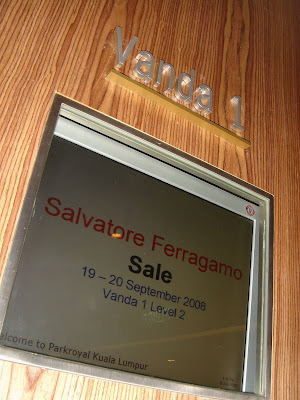 Vanda 1
Salvatore Ferragamo
Sale
19 – 20 September 2008
Vanda 1 Level 2
elcome to Parkroyal Kuala Lumpur